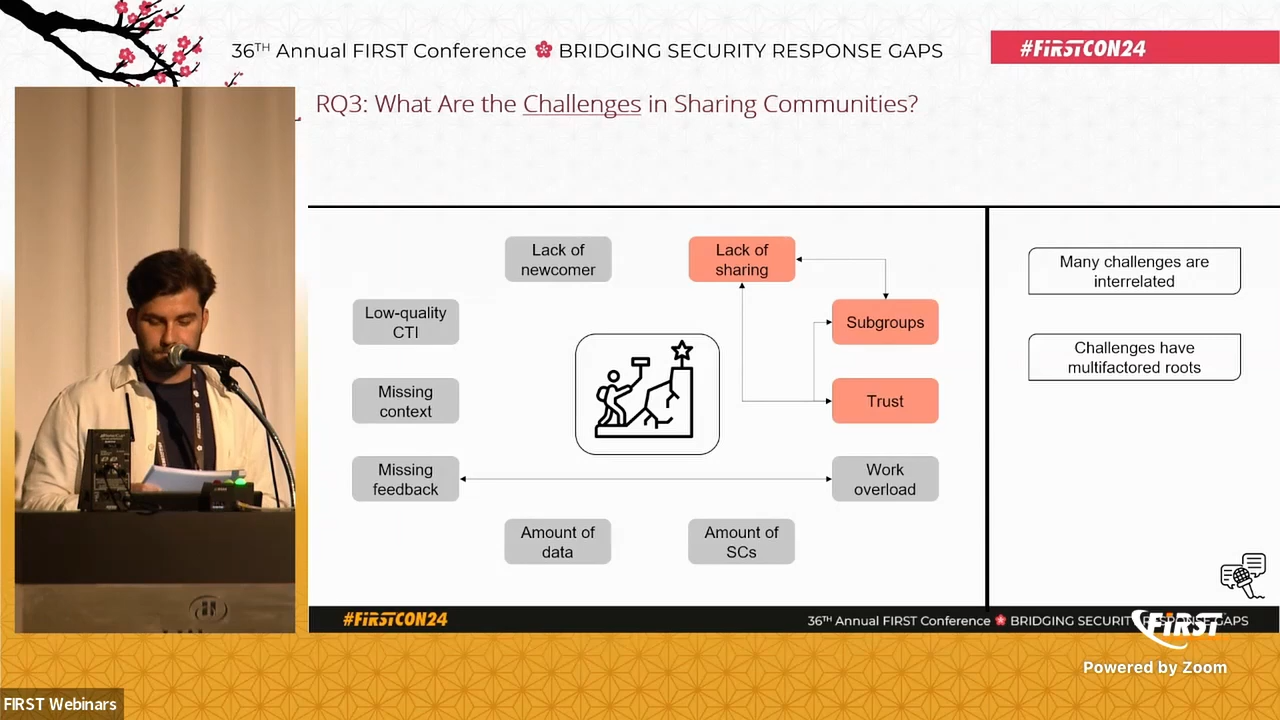 36TH Annual FIRST Conference BRIDGING SECURITY RESPONSE GAPS
#FiRSTCON24
RQ3: What Are the Challenges in Sharing Communities?
Lack of
newcomer
Lack of
sharing
Low-quality
CTI
Subgroups
Missing
context
Trust
Missing
feedback
Work
overload
Amount of
data
Amount of
SCs
Many challenges are
interrelated
Challenges have
multifactored roots
#FiRSTCON24
36TH Annual FIRST Conference BRIDGING SECURITY RESPONSE GAPS
FiRST
Powered by Zoom
FIRST Webinars